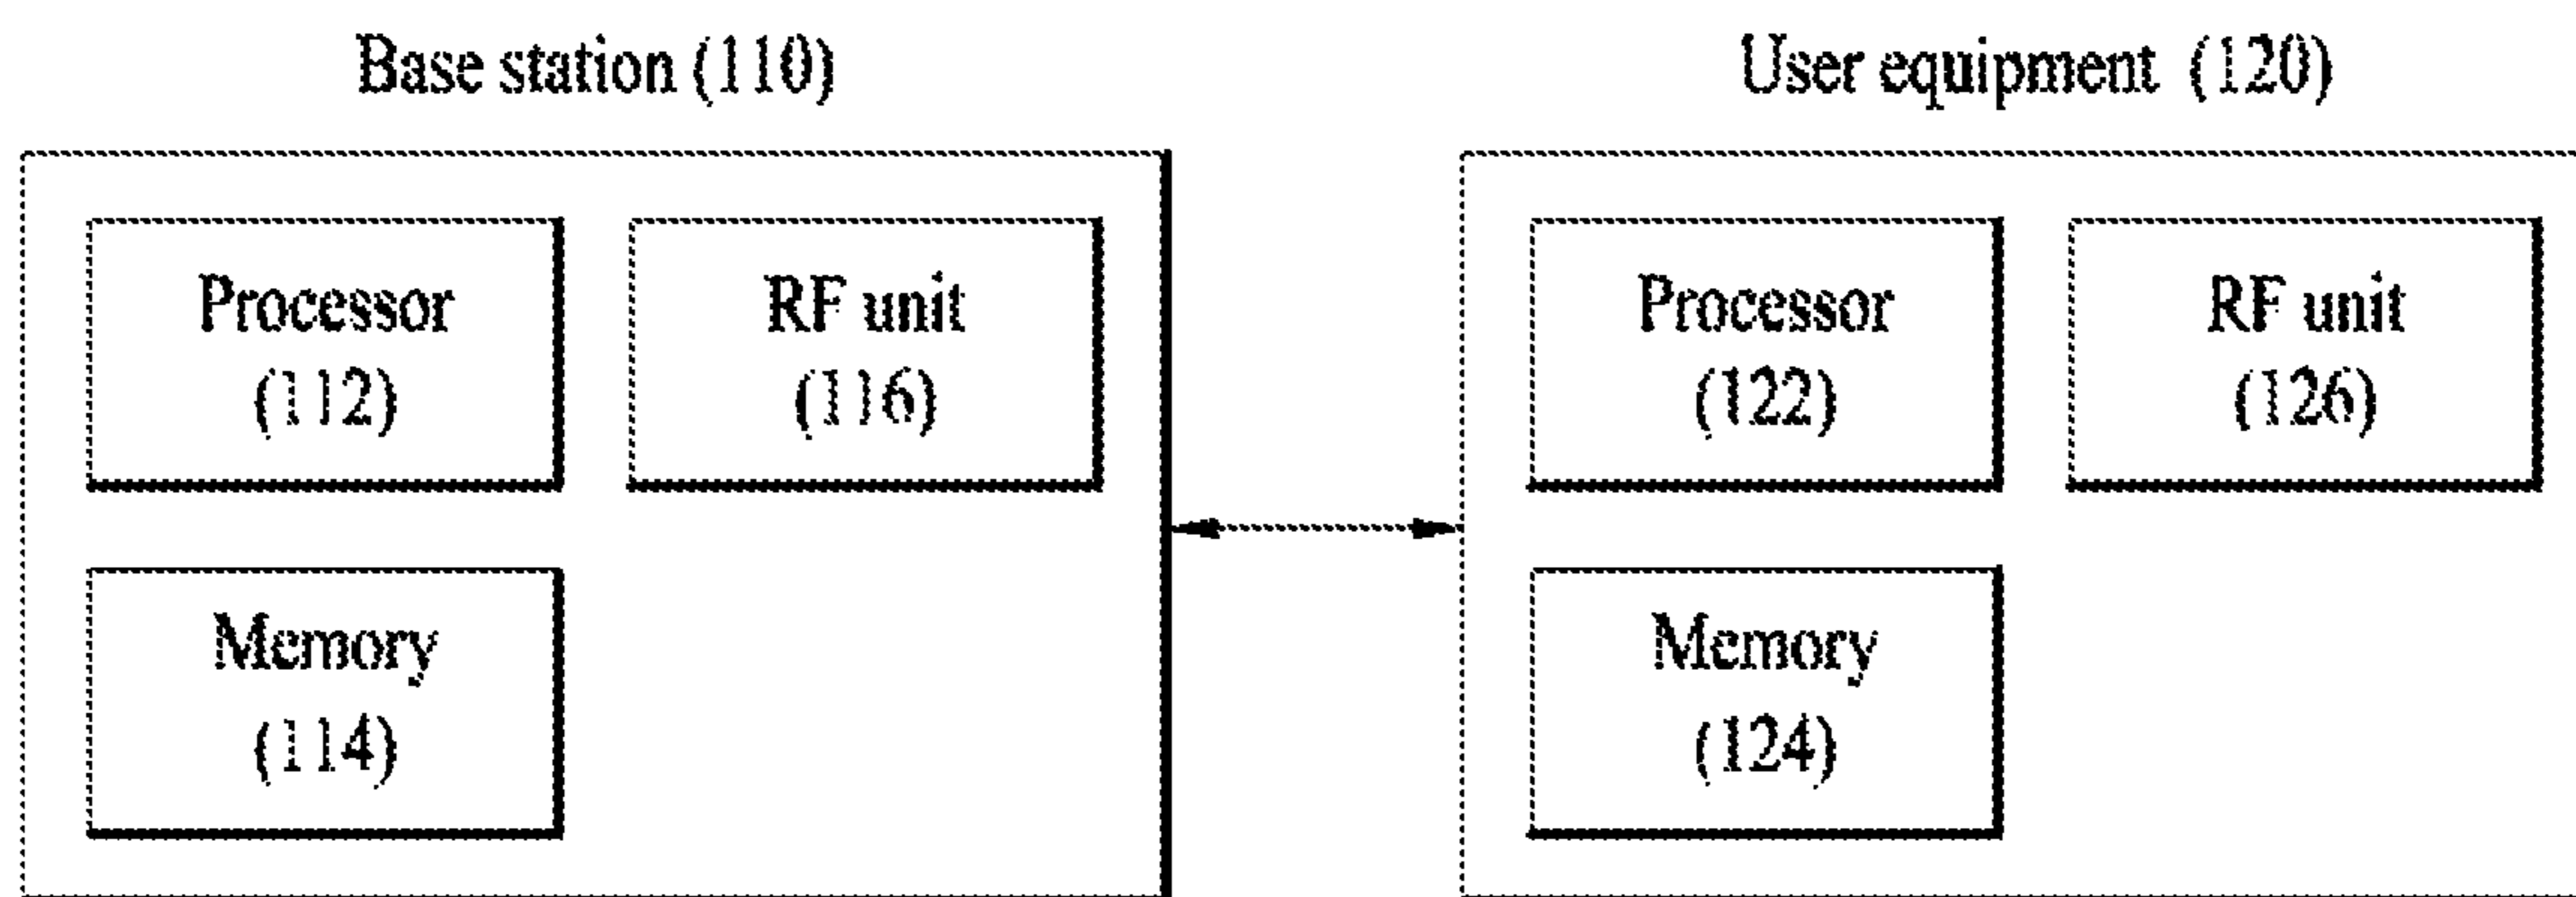 Base station (110)
Processor
(112)
RF unit
(116)
Memory
(114)
User equipment (120)
Processor
(122)
RF unit
(126)
Memory
(124)